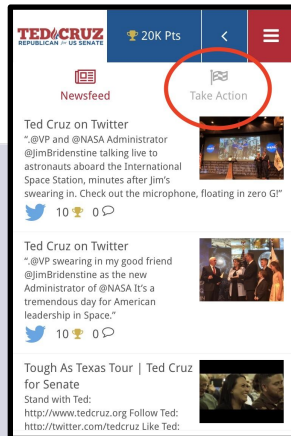 TED★CRUZ
REPUBLICAN for US SENATE
20K Pts
Newsfeed
Take Action
Ted Cruz on Twitter
“.@VP and @NASA Administrator
@JimBridenstine talking live to
astronauts aboard the International
Space Station, minutes after Jim's
swearing in. Check out the microphone, floating in zero G!”
10 0
Ted Cruz on Twitter
“.@VP swearing in my good friend
@JimBridenstine as the new
Administrator of @NASA It’s a
tremendous day for American
leadership in Space.”
10 0
Tough As Texas Tour | Ted Cruz
for Senate
Stand with Ted:
http://www.tedcruz.org Follow Ted:
http://twitter.com/tedcruz Like Ted: